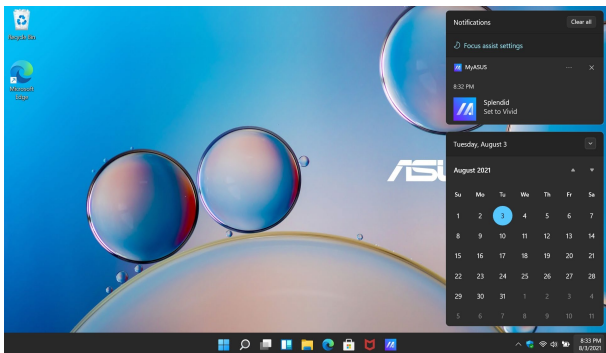 Recycle Bin
Microsoft
Edge
Notifications
Clear all
Focus assist settings
MyASUS
8:32 PM
Splendid
Set to Vivid
Tuesday, August 3
August 2021
Su Mo Tu We Th Fr Sa
1 2 3 4 5 6 7
8 9 10 11 12 13 14
15 16 17 18 19 20 21
22 23 24 25 26 27 28
29 30 31 1 2 3 4
5 6 7 8 9 10 11
8:33 PM
8/3/2021